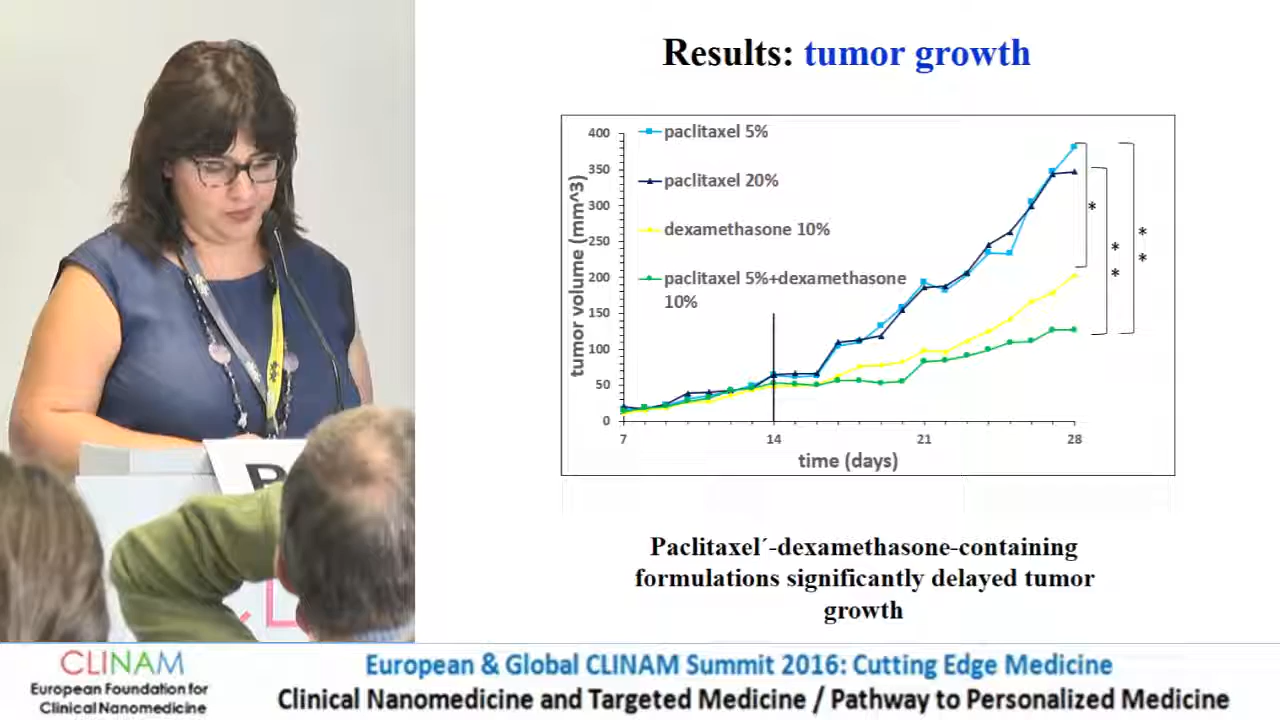 Results: tumor growth
400
350
300
250
200
150
100
50
0
tumor volume (mm^3)
paclitaxel 5%
paclitaxel 20%
dexamethasone 10%
paclitaxel 5%+dexamethasone
10%
*
*
*
*
*
7
14
21
28
time (days)
Paclitaxel´-dexamethasone-containing
formulations significantly delayed tumor
growth
CLINAM
European Foundation for
Clinical Nanomedicine
European & Global CLINAM Summit 2016: Cutting Edge Medicine
Clinical Nanomedicine and Targeted Medicine / Pathway to Personalized Medicine